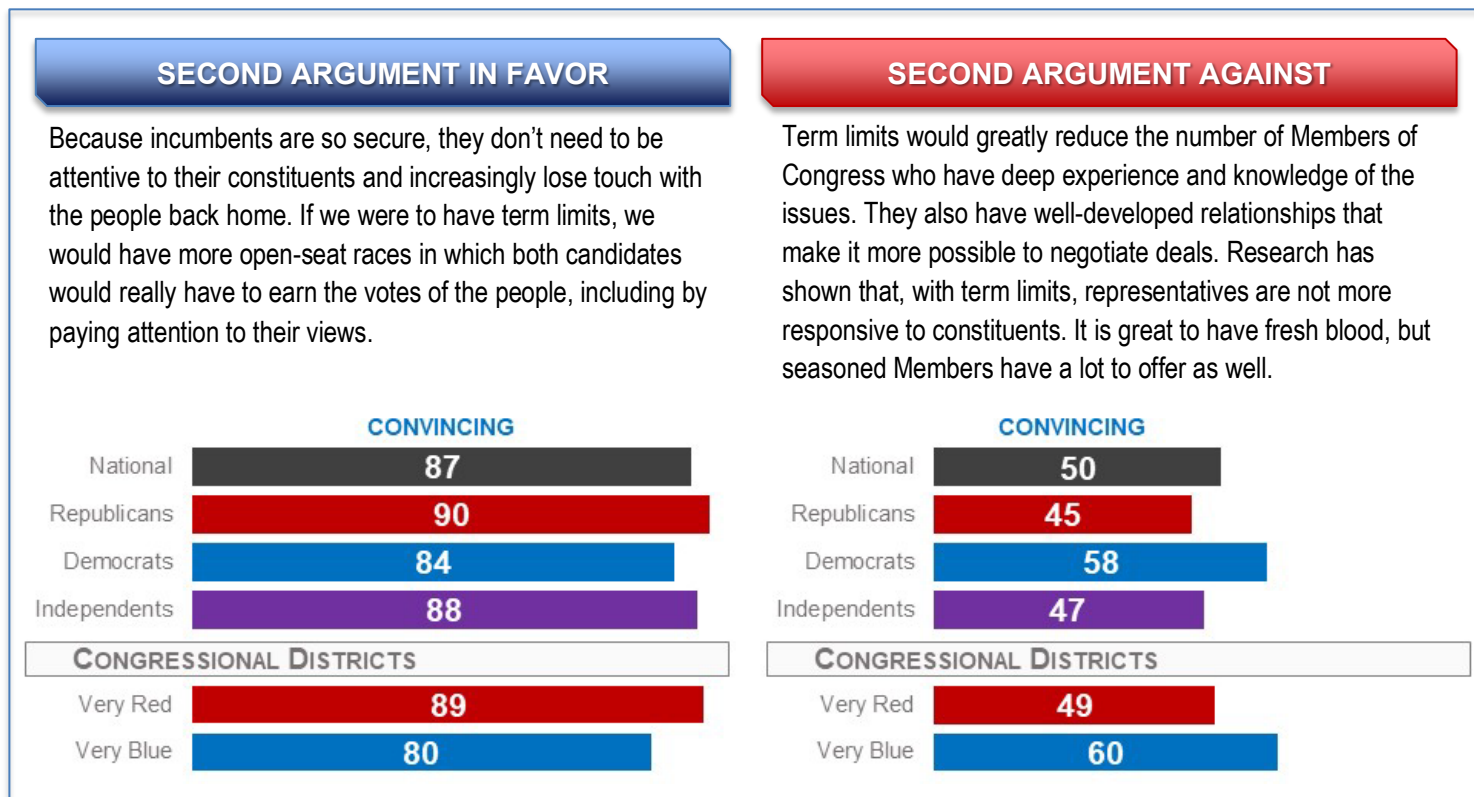 SECOND ARGUMENT IN FAVOR
Because incumbents are so secure, they don’t need to be
attentive to their constituents and increasingly lose touch with
the people back home. If we were to have term limits, we
would have more open-seat races in which both candidates
would really have to earn the votes of the people, including by
paying attention to their views.
CONVINCING
National 87
Republicans 90
Democrats 84
Independents 88
CONGRESSIONAL DISTRICTS
Very Red 89
Very Blue 80
SECOND ARGUMENT AGAINST
Term limits would greatly reduce the number of Members of
Congress who have deep experience and knowledge of the
issues. They also have well-developed relationships that
make it more possible to negotiate deals. Research has
shown that, with term limits, representatives are not more
responsive to constituents. It is great to have fresh blood, but
seasoned Members have a lot to offer as well.
CONVINCING
National 50
Republicans 45
Democrats 58
Independents 47
CONGRESSIONAL DISTRICTS
Very Red 49
Very Blue 60